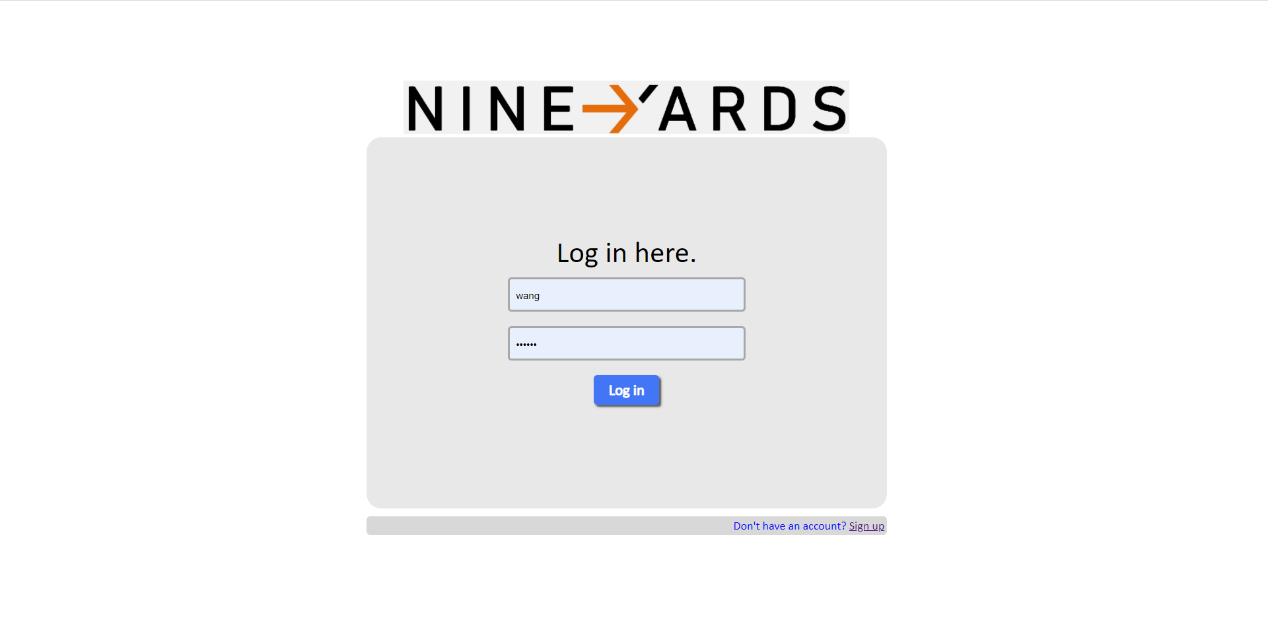 NINE YARDS
Log in here.
wang
••••••
Log in
Don't have an account? Sign up